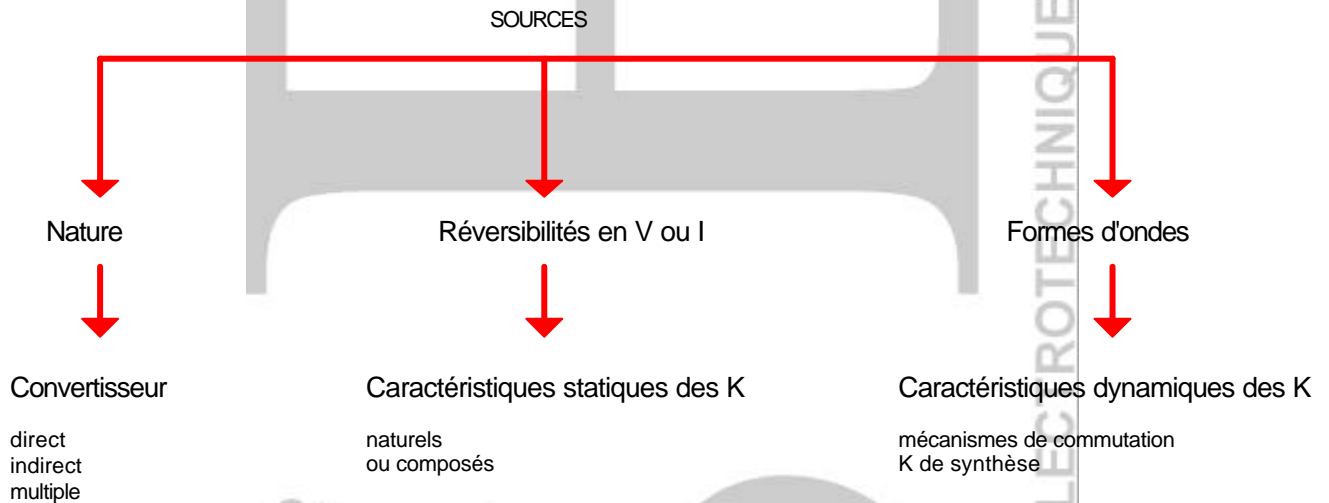 SOURCES
Nature
Réversibilités en V ou I
Formes d'ondes
Convertisseur
direct
indirect
multiple
Caractéristiques statiques des K
naturels
ou composés
Caractéristiques dynamiques des K
mécanismes de commutation
K de synthèse
LECTROTECHNIQUE